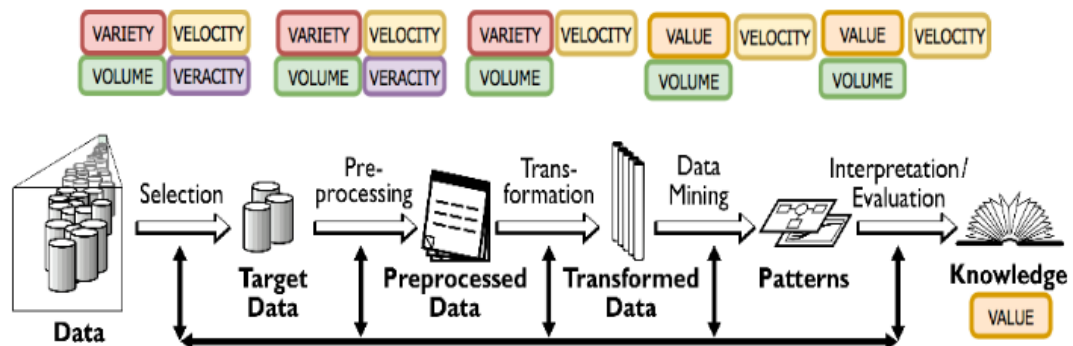 VARIETY VELOCITY VARIETY VELOCITY VARIETY VELOCITY VALUE VELOCITY VALUE VELOCITY
VOLUME VERACITY VOLUME VERACITY VOLUME VOLUME VOLUME
Selection
Pre-
processing
Trans-
formation
Data
Mining
Interpretation/
Evaluation
Data
Target
Data
Preprocessed
Data
Transformed
Data
Patterns
Knowledge
VALUE